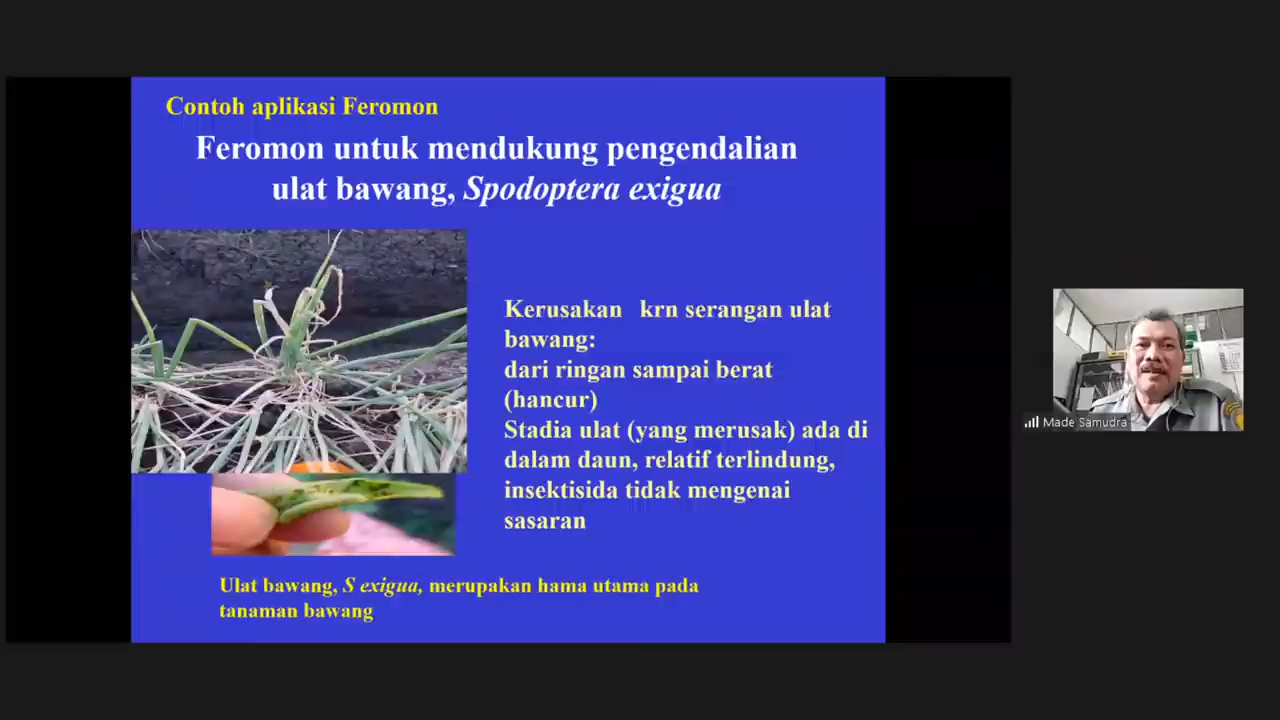 Contoh aplikasi Feromon
Feromon untuk mendukung pengendalian
ulat bawang, Spodoptera exigua
Kerusakan krn serangan ulat
bawang:
dari ringan sampai berat
(hancur)
Stadia ulat (yang merusak) ada di
dalam daun, relatif terlindung,
insektisida tidak mengenai
sasaran
Ulat bawang, S exigua, merupakan hama utama pada
tanaman bawang
Made Samudra